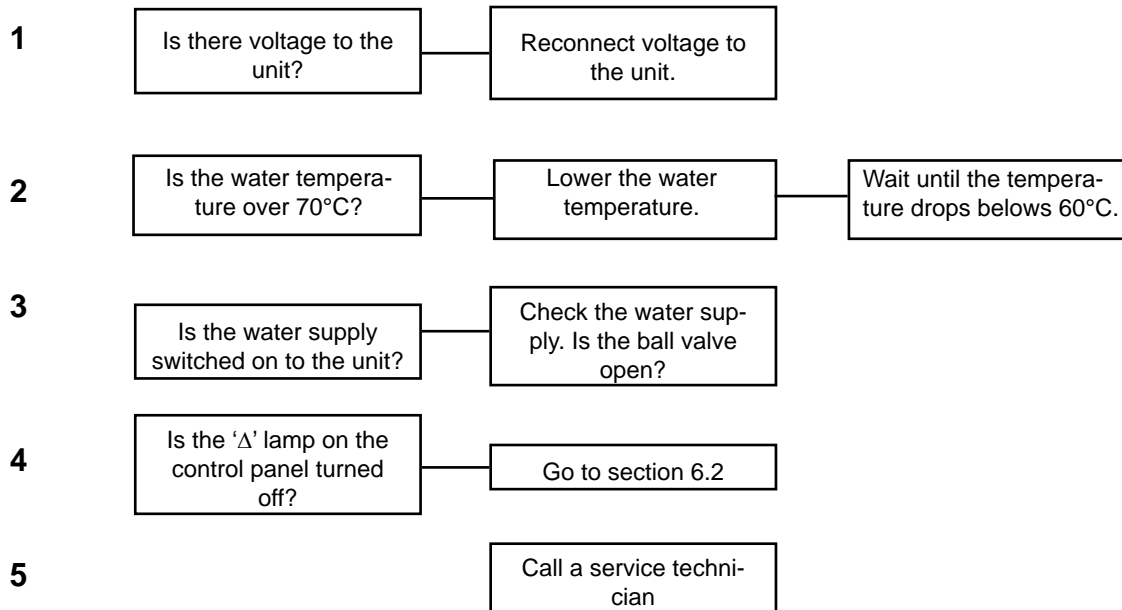 1
Is there voltage to the
unit?
Reconnect voltage to
the unit.
2
Is the water tempera-
ture over 70°C?
Lower the water
temperature.
Wait until the tempera-
ture drops belows 60°C.
3
Is the water supply
switched on to the unit?
Check the water sup-
ply. Is the ball valve
open?
4
Is the ‘Δ’ lamp on the
control panel turned
off?
Go to section 6.2
5
Call a service techni-
cian